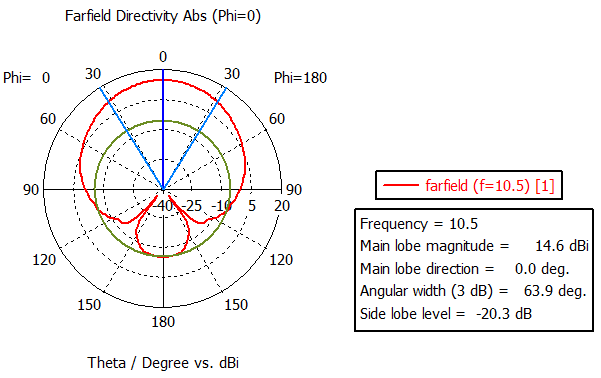 Farfield Directivity Abs (Phi=0)
0
Phi= 0
30
30
Phi=180
60
60
90
-40
-25
-10
5
20
90
120
120
150
150
180
Theta / Degree vs. dBi
farfield (f=10.5) [1]
Frequency = 10.5
Main lobe magnitude = 14.6 dBi
Main lobe direction = 0.0 deg.
Angular width (3 dB) = 63.9 deg.
Side lobe level = -20.3 dB